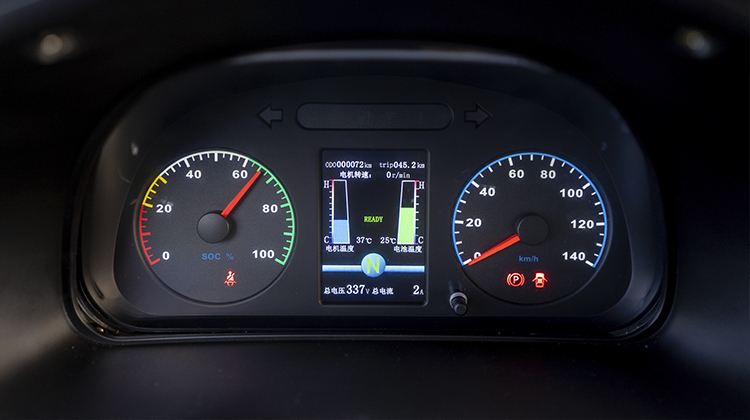 ODO000072km trip045.2 km
电机转速: 0r/min
H H
READY
C 37℃ 25℃ C
电机温度 电池温度
N
总电压337V 总电流 2A
0 20 40 60 80 100
SOC %
0 20 40 60 80 100 120 140
km/h
P